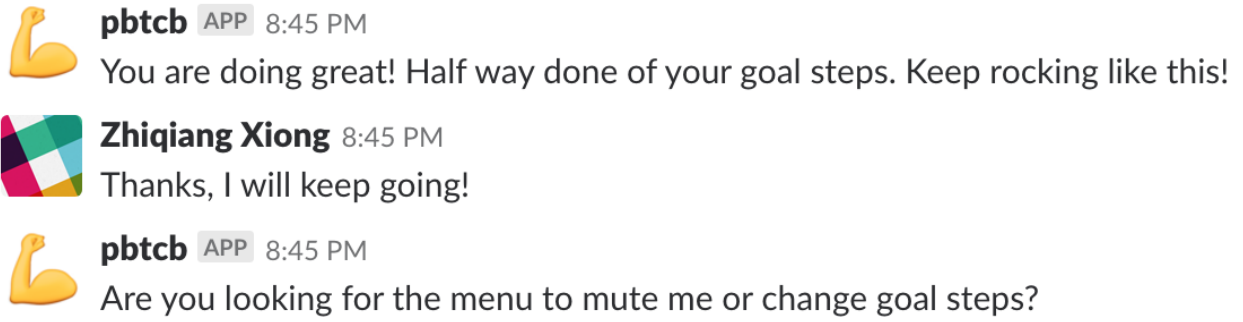 pbtcb APP 8:45 PM
You are doing great! Half way done of your goal steps. Keep rocking like this!
Zhiqiang Xiong 8:45 PM
Thanks, I will keep going!
pbtcb APP 8:45 PM
Are you looking for the menu to mute me or change goal steps?